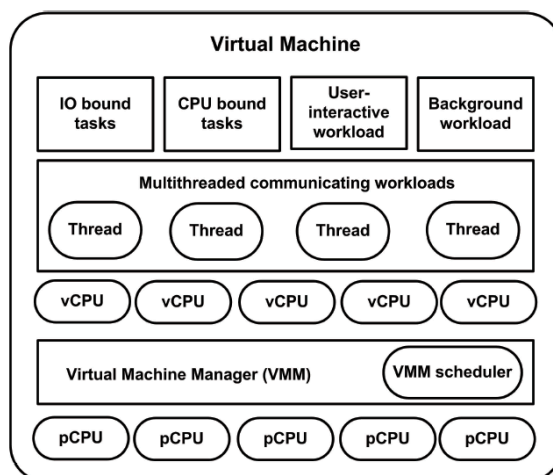 Virtual Machine
IO bound
tasks
CPU bound
tasks
User-
interactive
workload
Background
workload
Multithreaded communicating workloads
Thread Thread Thread Thread
vCPU vCPU vCPU vCPU vCPU
Virtual Machine Manager (VMM) VMM scheduler
pCPU pCPU pCPU pCPU pCPU